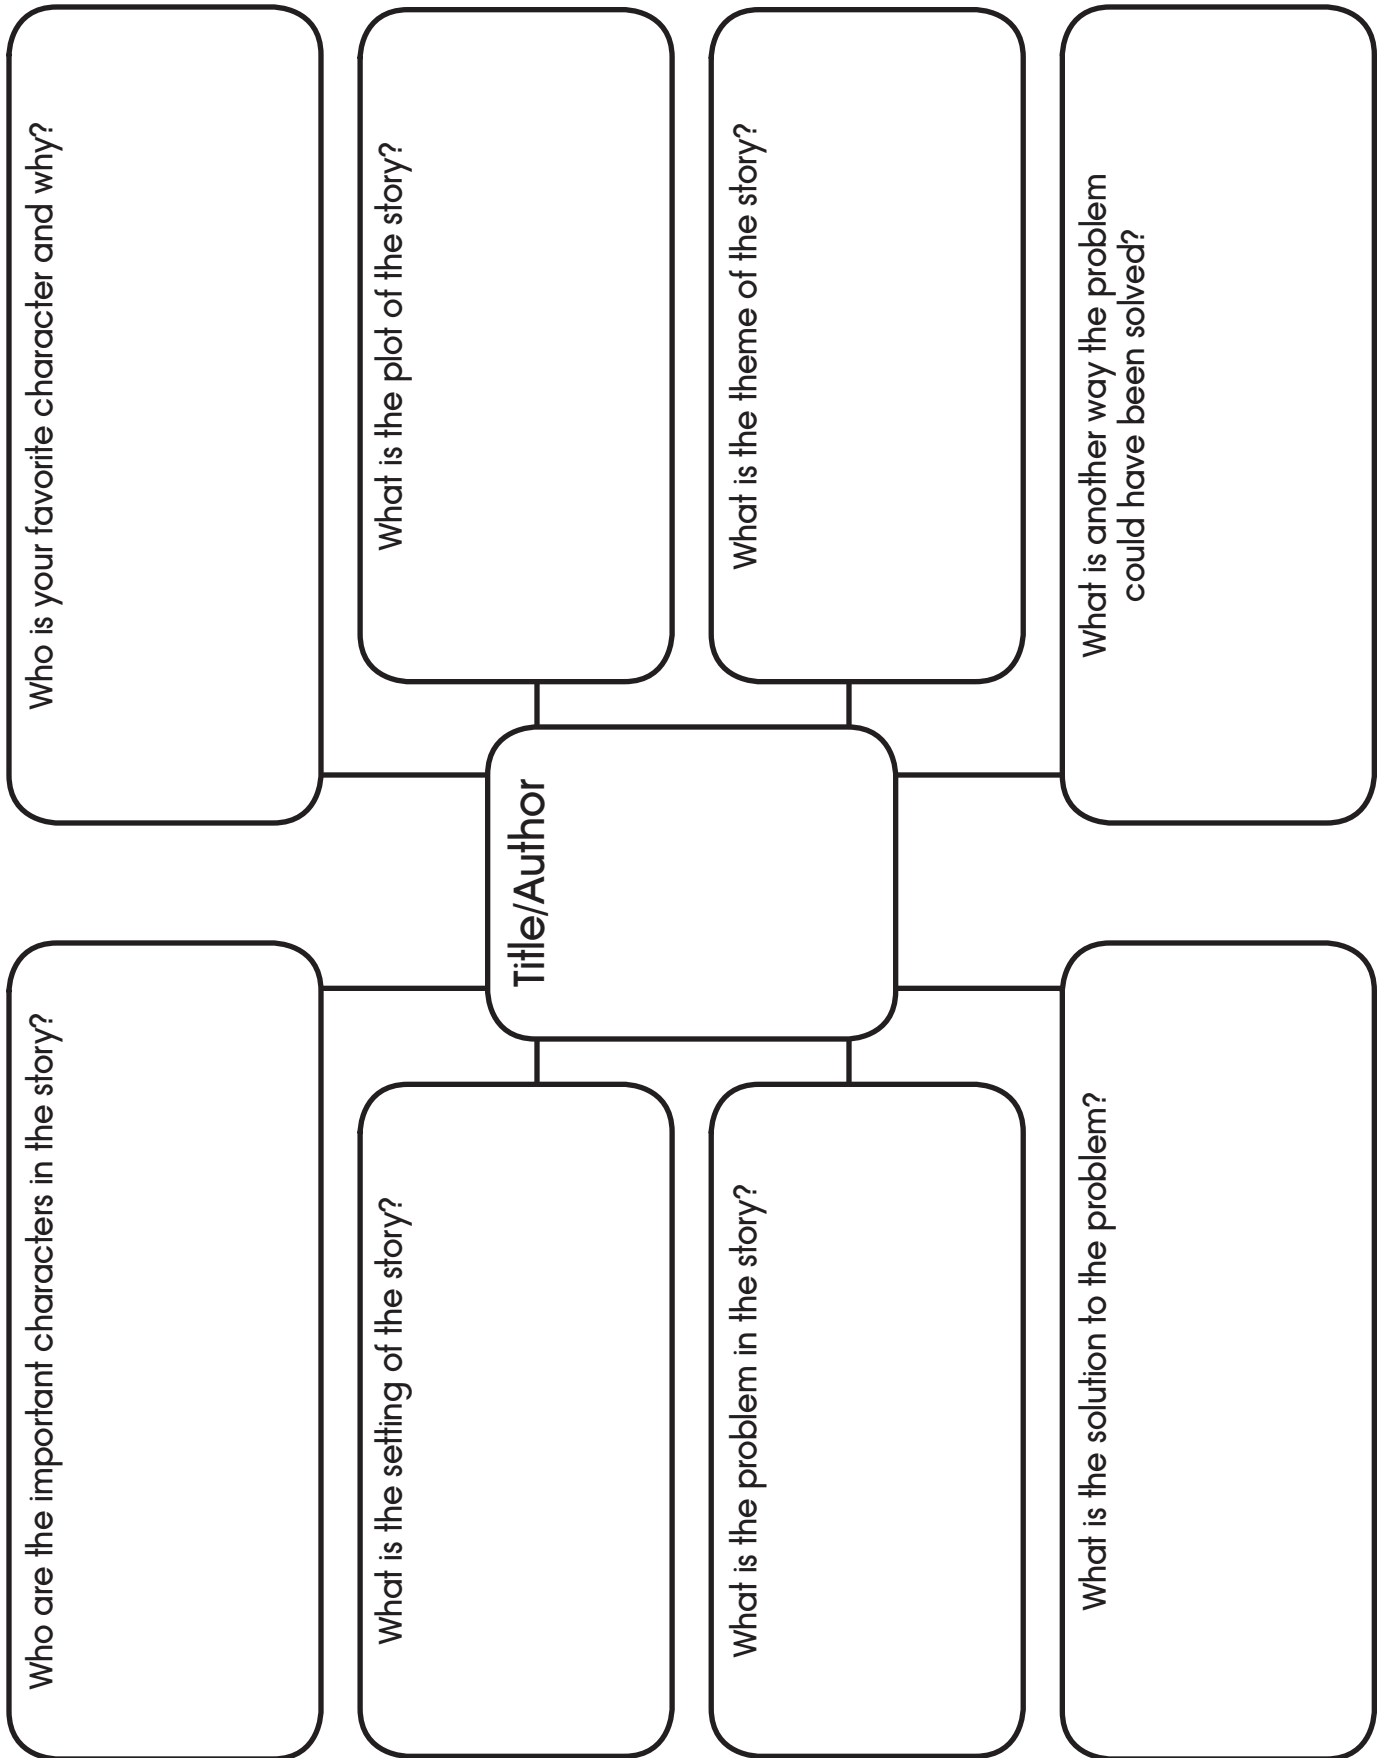 Who are the important characters in the story?
Who is your favorite character and why?
What is the setting of the story?
What is the plot of the story?
Title/Author
What is the problem in the story?
What is the theme of the story?
What is the solution to the problem?
What is another way the problem
could have been solved?